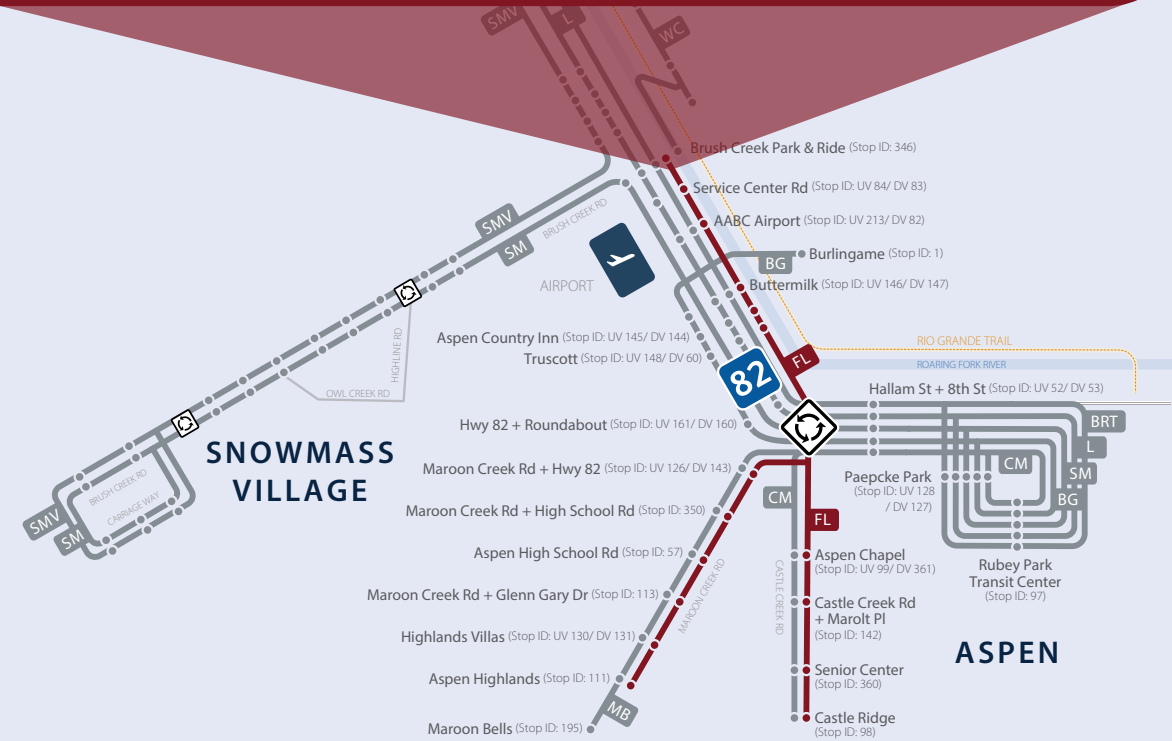 SMV
L
WC
Brush Creek Park & Ride (Stop ID: 346)
Service Center Rd (Stop ID: UV 84/ DV 83)
AABC Airport (Stop ID: UV 213/ DV 82)
SMV
SM
BRUSH CREEK RD
Burlingame (Stop ID: 1)
BG
AIRPORT
Buttermilk (Stop ID: UV 146/ DV 147)
Aspen Country Inn (Stop ID: UV 145/ DV 144)
Truscott (Stop ID: UV 148/ DV 60)
HIGHLINE RD
OWL CREEK RD
82
FL
RIO GRANDE TRAIL
ROARING FORK RIVER
Hallam St + 8th St (Stop ID: UV 52/ DV 53)
Hwy 82 + Roundabout (Stop ID: UV 161/ DV 160)
BRT
L
CM
SM
BG
SNOWMASS
VILLAGE
BRUSH CREEK RD
CARRIAGE WAY
SMV
SM
Maroon Creek Rd + Hwy 82 (Stop ID: UV 126/ DV 143)
Paepcke Park
(Stop ID: UV 128
/ DV 127)
CM
FL
Maroon Creek Rd + High School Rd (Stop ID: 350)
Aspen High School Rd (Stop ID: 57)
Aspen Chapel
(Stop ID: UV 99/ DV 361)
Rubey Park
Transit Center
(Stop ID: 97)
Maroon Creek Rd + Glenn Gary Dr (Stop ID: 113)
MAROON CREEK RD
CASTLE CREEK RD
Castle Creek Rd
+ Marolt Pl
(Stop ID: 142)
Highlands Villas (Stop ID: UV 130/ DV 131)
ASPEN
Aspen Highlands (Stop ID: 111)
Senior Center
(Stop ID: 360)
MB
Maroon Bells (Stop ID: 195)
Castle Ridge
(Stop ID: 98)